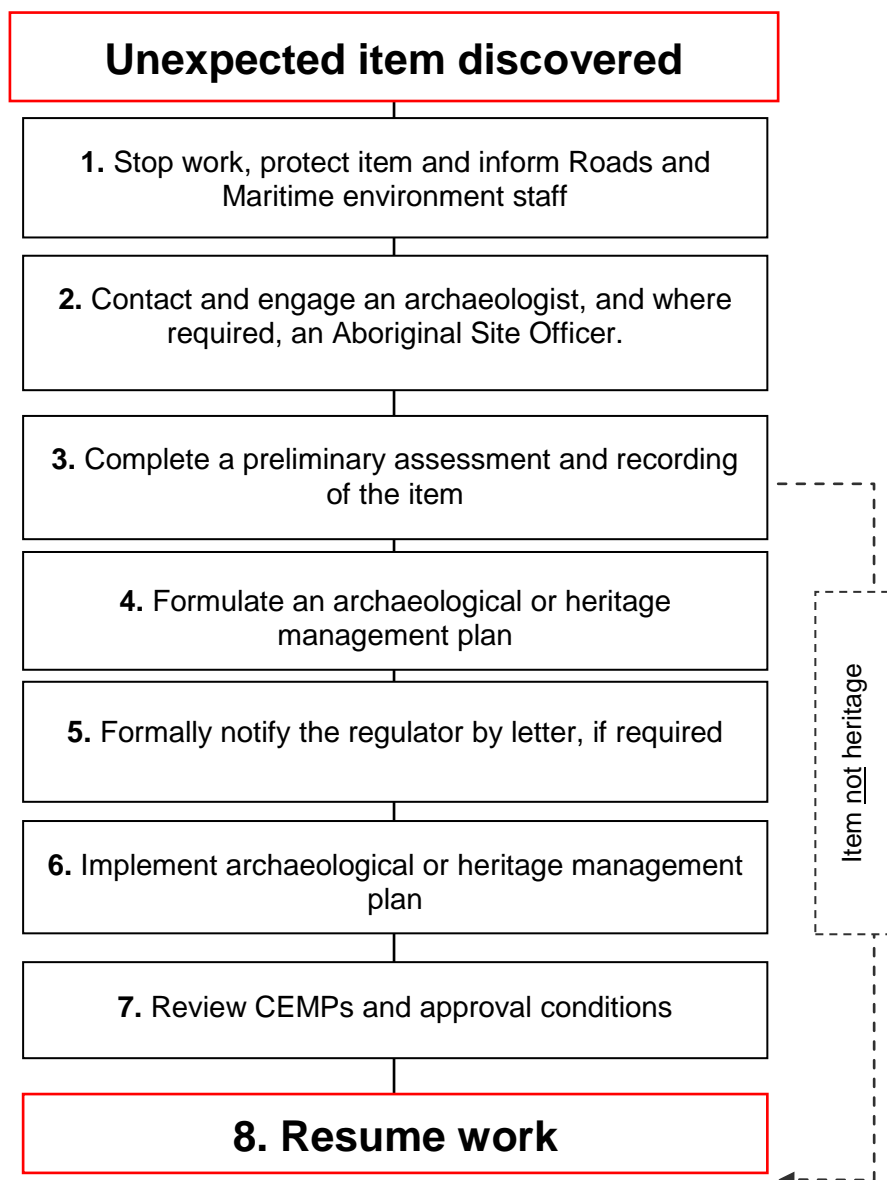 Unexpected item discovered
1. Stop work, protect item and inform Roads and
Maritime environment staff
2. Contact and engage an archaeologist, and where
required, an Aboriginal Site Officer.
3. Complete a preliminary assessment and recording
of the item
4. Formulate an archaeological or heritage
management plan
5. Formally notify the regulator by letter, if required
Item not heritage
6. Implement archaeological or heritage management
plan
7. Review CEMPs and approval conditions
8. Resume work